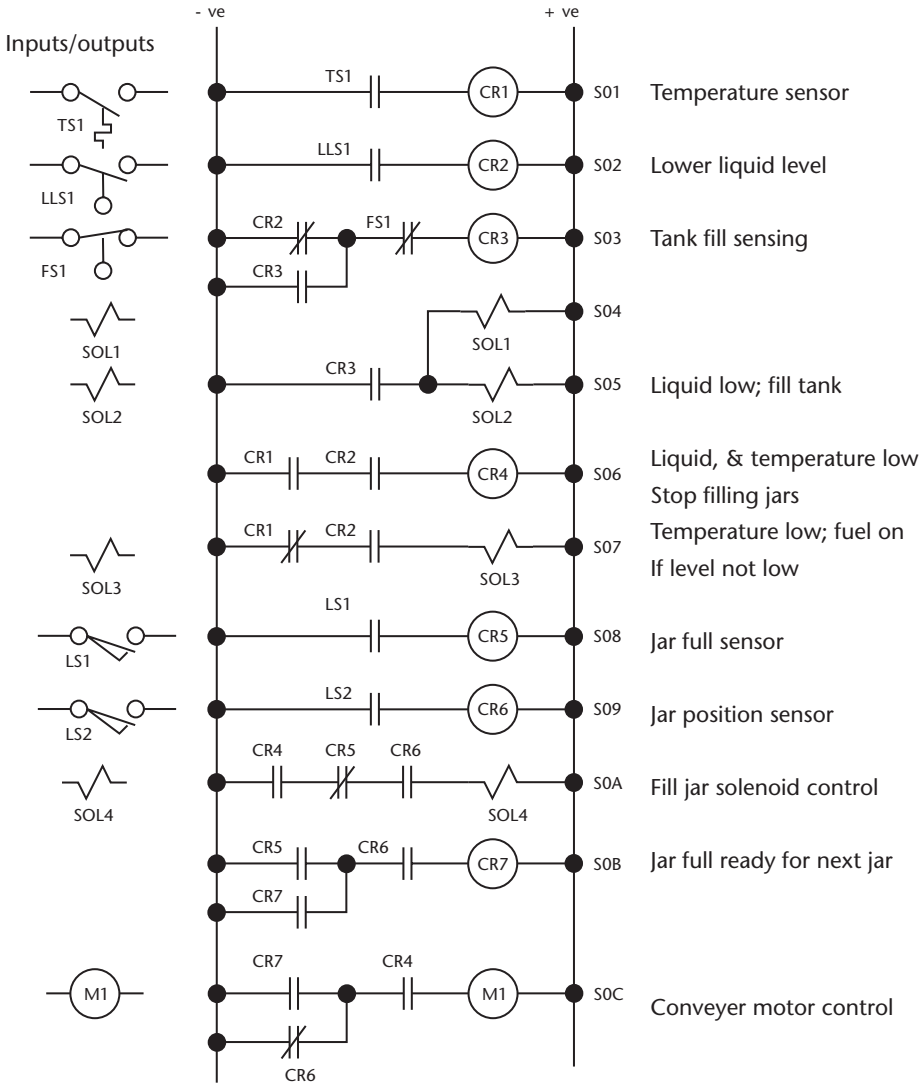 - ve
+ ve
Inputs/outputs
TS1
TS1
CR1
S01
Temperature sensor
LLS1
LLS1
CR2
S02
Lower liquid level
FS1
CR2
FS1
CR3
S03
Tank fill sensing
CR3
SOL1
SOL1
S04
SOL2
CR3
SOL2
S05
Liquid low; fill tank
CR1
CR2
CR4
S06
Liquid, & temperature low
Stop filling jars
SOL3
CR1
CR2
SOL3
S07
Temperature low; fuel on
If level not low
LS1
LS1
CR5
S08
Jar full sensor
LS2
LS2
CR6
S09
Jar position sensor
SOL4
CR4
CR5
CR6
SOL4
S0A
Fill jar solenoid control
CR5
CR6
CR7
S0B
Jar full ready for next jar
CR7
M1
CR7
CR4
M1
S0C
Conveyer motor control
CR6